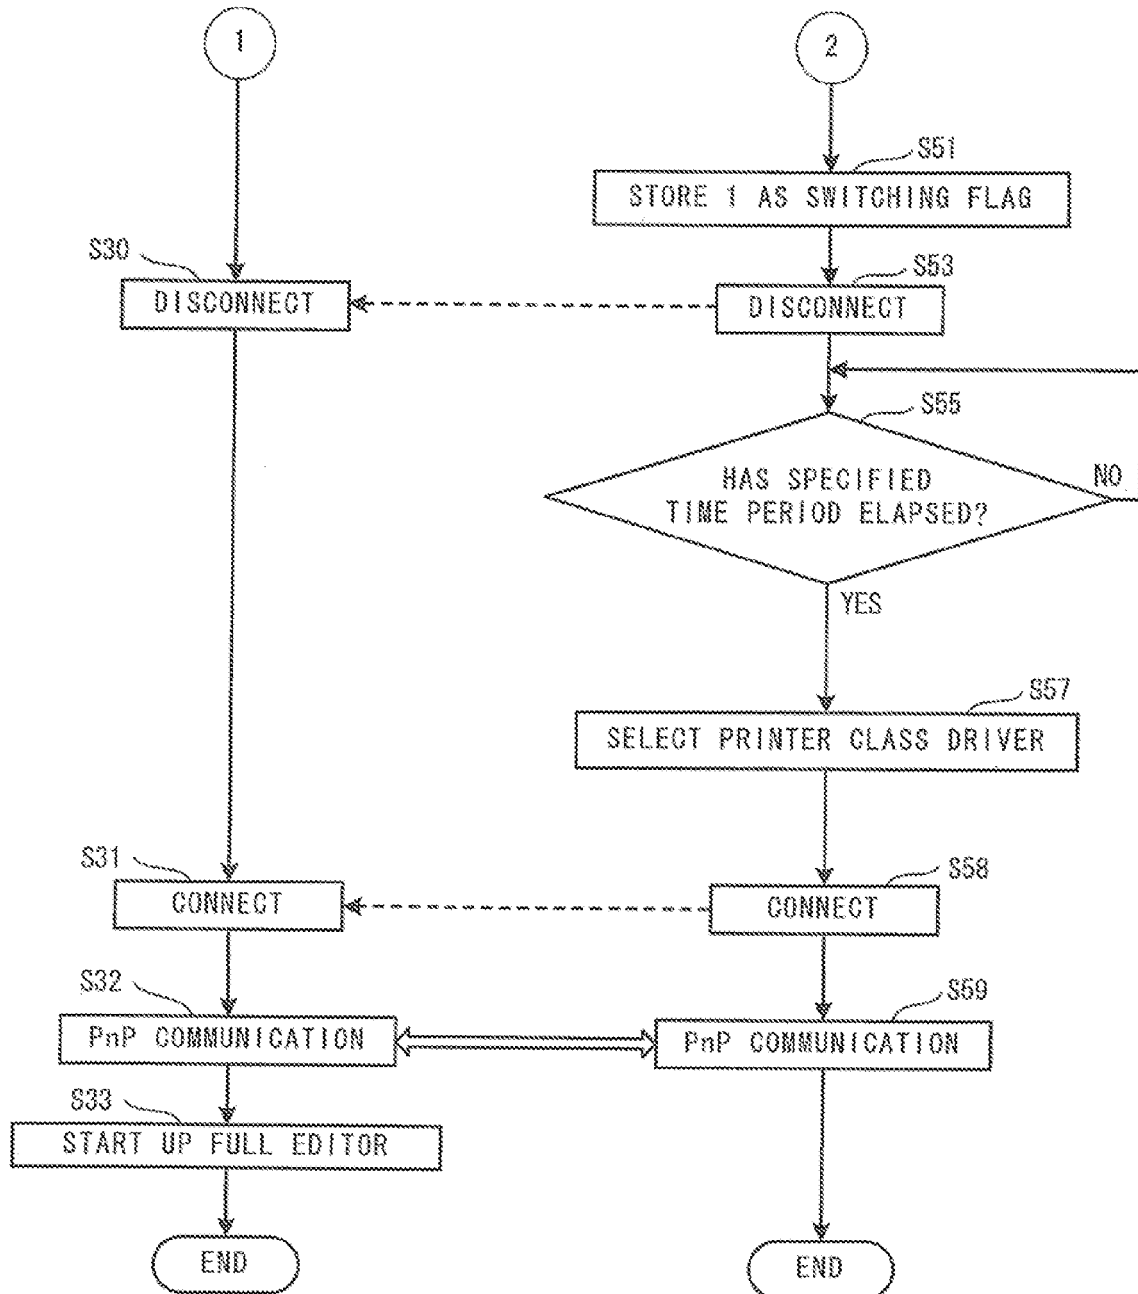 1
2
S51
STORE 1 AS SWITCHING FLAG
S30
DISCONNECT
S53
DISCONNECT
S55
HAS SPECIFIED
TIME PERIOD ELAPSED?
NO
YES
S57
SELECT PRINTER CLASS DRIVER
S31
CONNECT
S58
CONNECT
S32
PnP COMMUNICATION
S59
PnP COMMUNICATION
S33
START UP FULL EDITOR
END
END